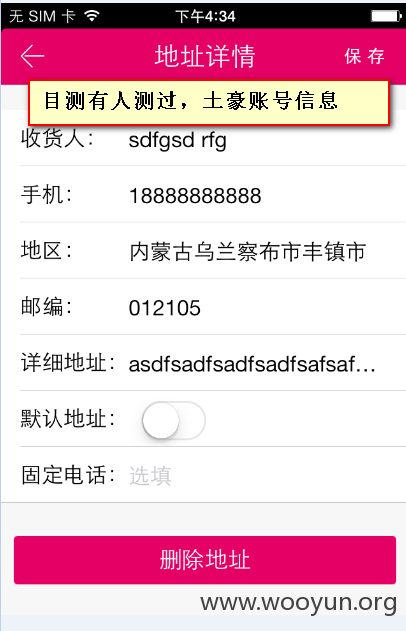 无 SIM 卡 下午4:34
地址详情 保 存
目测有人测过，土豪账号信息
收货人： sdfgsd rfg
手机： 18888888888
地区： 内蒙古乌兰察布市丰镇市
邮编： 012105
详细地址： asdfsadfsadfsadfsafsaf...
默认地址：
固定电话： 选填
删除地址
www.wooyun.org